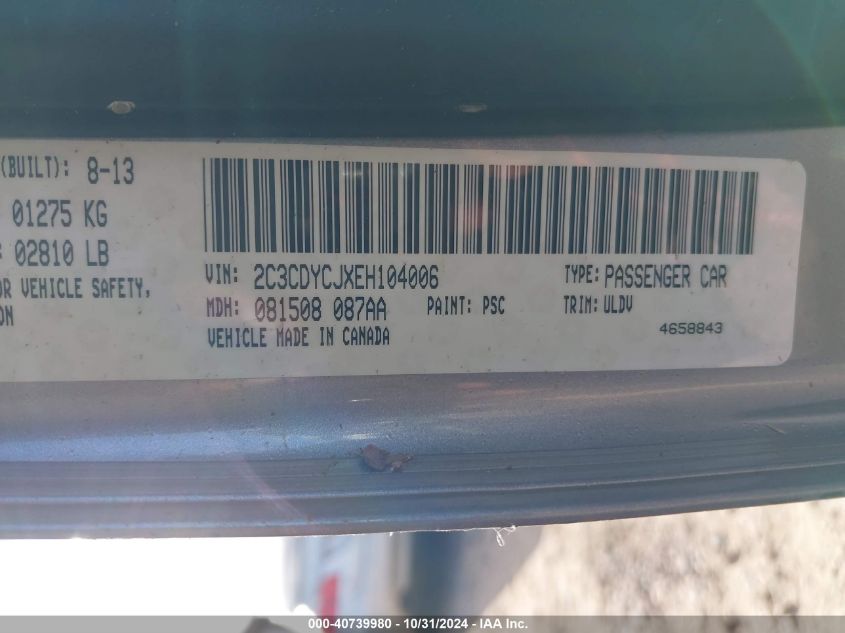 (BUILT): 8-13
01275 KG
02810 LB
OR VEHICLE SAFETY,
ON
VIN: 2C3CDYCJXEH104006 TYPE: PASSENGER CAR
MDH: 081508 087AA PAINT: PSC TRIM: ULDV
VEHICLE MADE IN CANADA 4658843
000-40739980 - 10/31/2024 - IAA Inc.